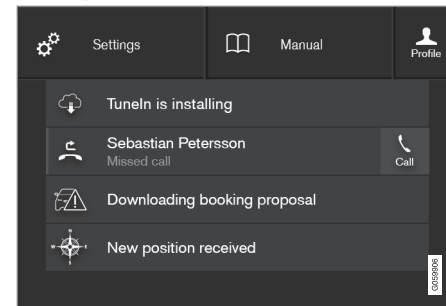 Settings
Manual
Profile
TuneIn is installing
Sebastian Petersson
Missed call
Call
Downloading booking proposal
N
W E
S
New position received
G059906